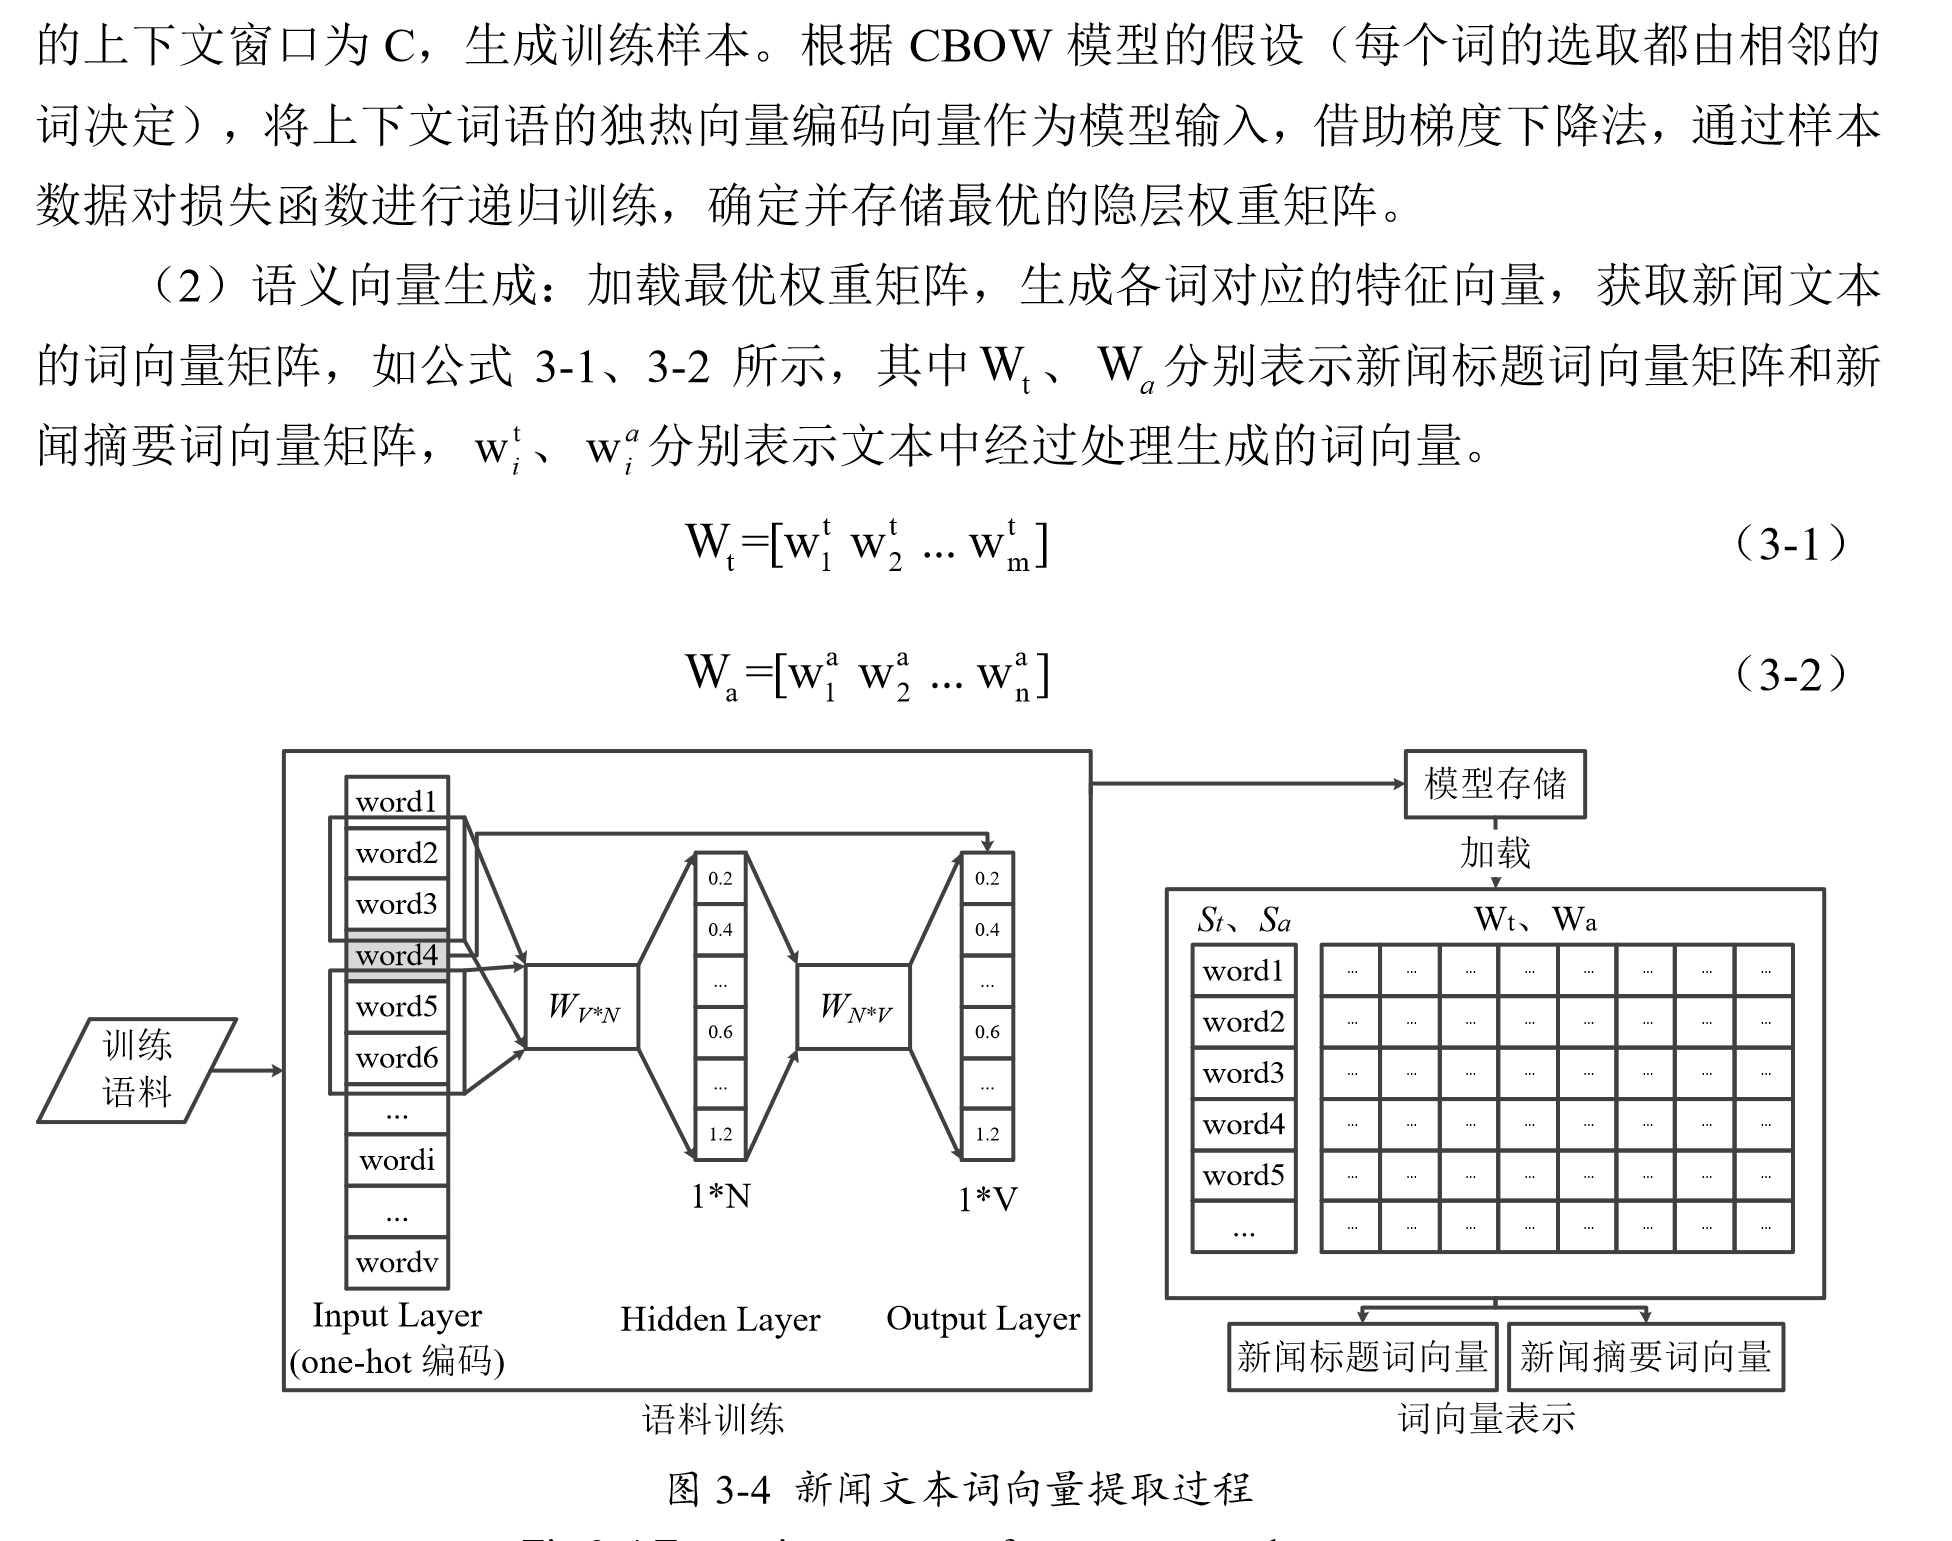 的上下文窗口为 C，生成训练样本。根据 CBOW 模型的假设（每个词的选取都由相邻的
词决定），将上下文词语的独热向量编码向量作为模型输入，借助梯度下降法，通过样本
数据对损失函数进行递归训练，确定并存储最优的隐层权重矩阵。
（2）语义向量生成：加载最优权重矩阵，生成各词对应的特征向量，获取新闻文本
的词向量矩阵，如公式 3-1、3-2 所示，其中 W_t、W_a 分别表示新闻标题词向量矩阵和新
闻摘要词向量矩阵，w_i^t、w_i^a 分别表示文本中经过处理生成的词向量。
W_t=[w_1^t w_2^t ... w_m^t] （3-1）
W_a=[w_1^a w_2^a ... w_n^a] （3-2）
训练
语料
word1
word2
word3
word4
word5
word6
...
wordi
...
wordv
Input Layer
(one-hot 编码)
W_{V*N}
0.2
0.4
...
0.6
...
1.2
1*N
Hidden Layer
W_{N*V}
0.2
0.4
...
0.6
...
1.2
1*V
Output Layer
语料训练
模型存储
加载
St、Sa
Wt、Wa
word1 ... ... ... ... ... ... ... ...
word2 ... ... ... ... ... ... ... ...
word3 ... ... ... ... ... ... ... ...
word4 ... ... ... ... ... ... ... ...
word5 ... ... ... ... ... ... ... ...
... ... ... ... ... ... ... ... ...
新闻标题词向量
新闻摘要词向量
词向量表示
图 3-4 新闻文本词向量提取过程